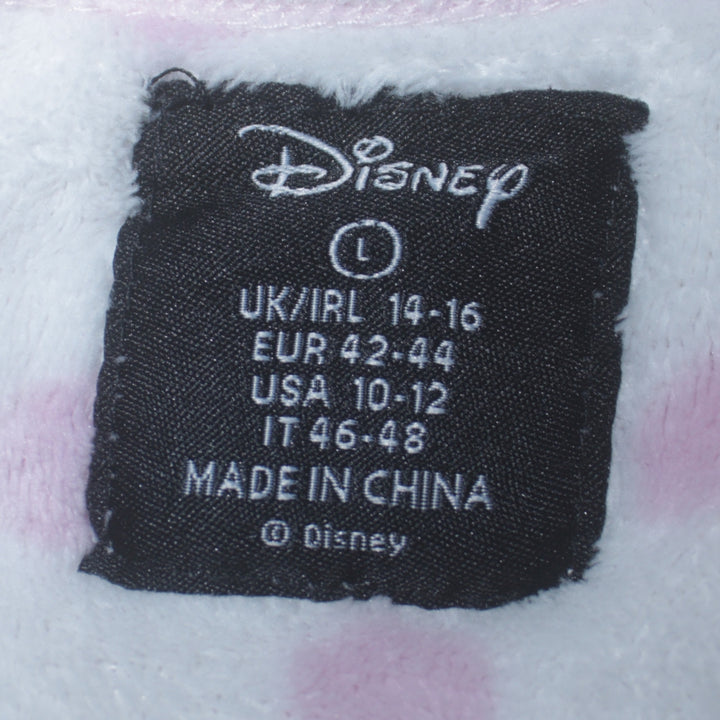 Disney
L
UK/IRL 14-16
EUR 42-44
USA 10-12
IT 46-48
MADE IN CHINA
© Disney